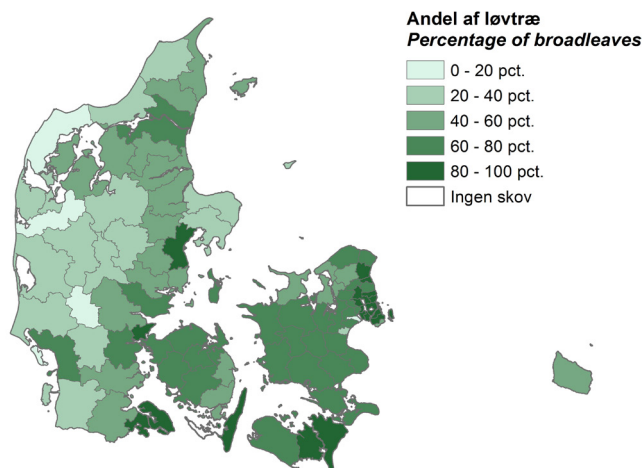 Andel af løvtræ
Percentage of broadleaves
0 - 20 pct.
20 - 40 pct.
40 - 60 pct.
60 - 80 pct.
80 - 100 pct.
Ingen skov